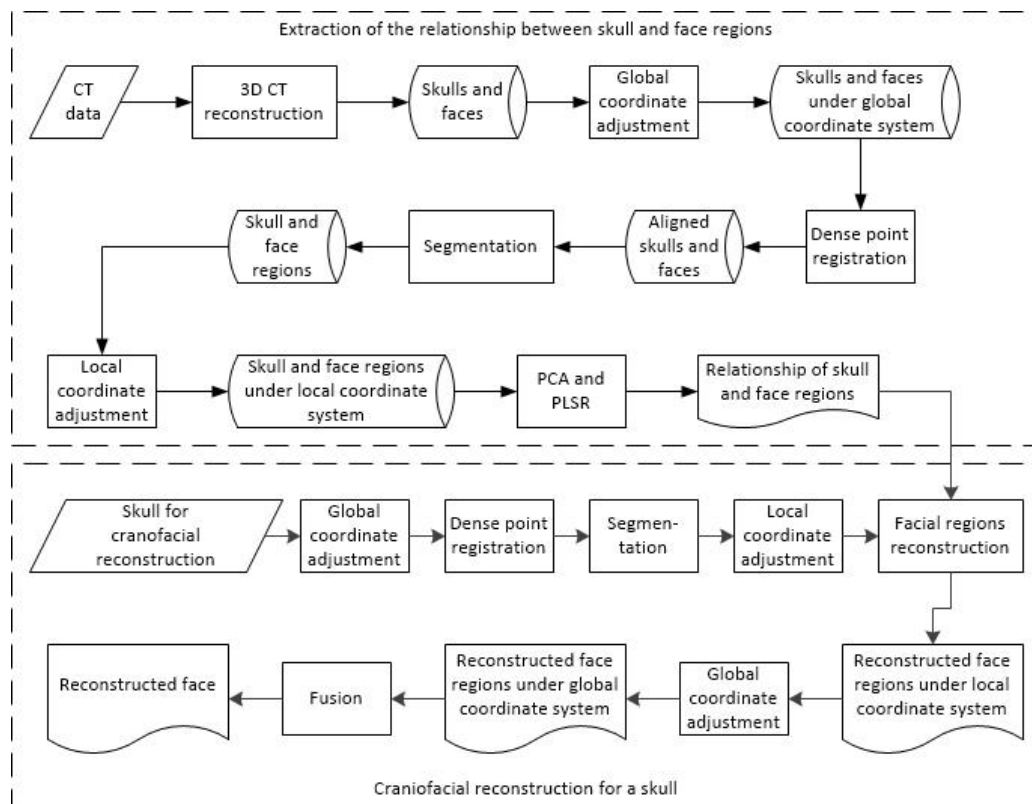 Extraction of the relationship between skull and face regions
CT
data
3D CT
reconstruction
Skulls and
faces
Global
coordinate
adjustment
Skulls and faces
under global
coordinate system
Skull and
face
regions
Segmentation
Aligned
skulls and
faces
Dense point
registration
Local
coordinate
adjustment
Skull and face regions
under local coordinate
system
PCA and
PLSR
Relationship of skull
and face regions
Skull for
cranofacial
reconstruction
Global
coordinate
adjustment
Dense point
registration
Segmen-
tation
Local
coordinate
adjustment
Facial regions
reconstruction
Reconstructed face
Fusion
Reconstructed face
regions under global
coordinate system
Global
coordinate
adjustment
Reconstructed face
regions under local
coordinate system
Craniofacial reconstruction for a skull